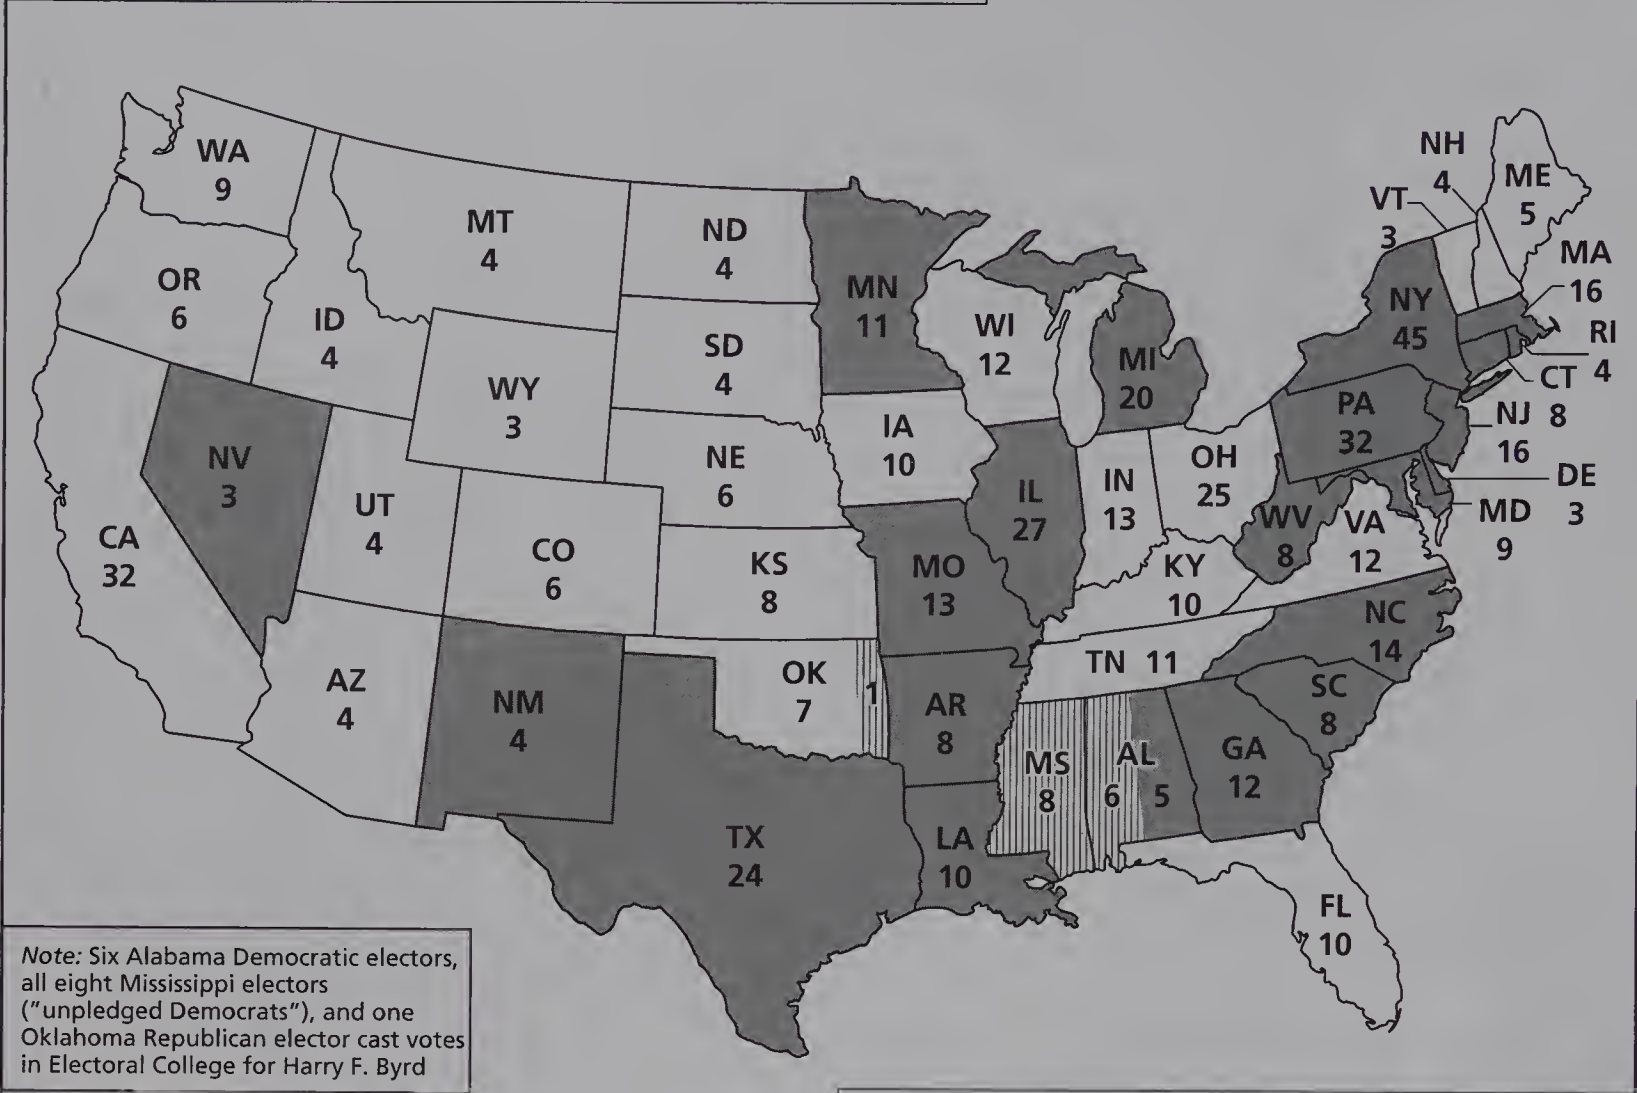 WA
9
MT
4
ND
4
MN
11
NH
4
ME
5
VT
3
MA
16
OR
6
ID
4
SD
4
WI
12
MI
20
NY
45
RI
4
CT
8
WY
3
NE
6
IA
10
PA
32
NJ
16
NV
3
UT
4
CO
6
IL
27
IN
13
OH
25
DE
3
MD
9
CA
32
KS
8
MO
13
KY
10
WV
8
VA
12
AZ
4
NM
4
OK
7
1
AR
8
TN 11
NC
14
SC
8
TX
24
LA
10
MS
8
AL
6 5
GA
12
FL
10
Note: Six Alabama Democratic electors,
all eight Mississippi electors
("unpledged Democrats"), and one
Oklahoma Republican elector cast votes
in Electoral College for Harry F. Byrd